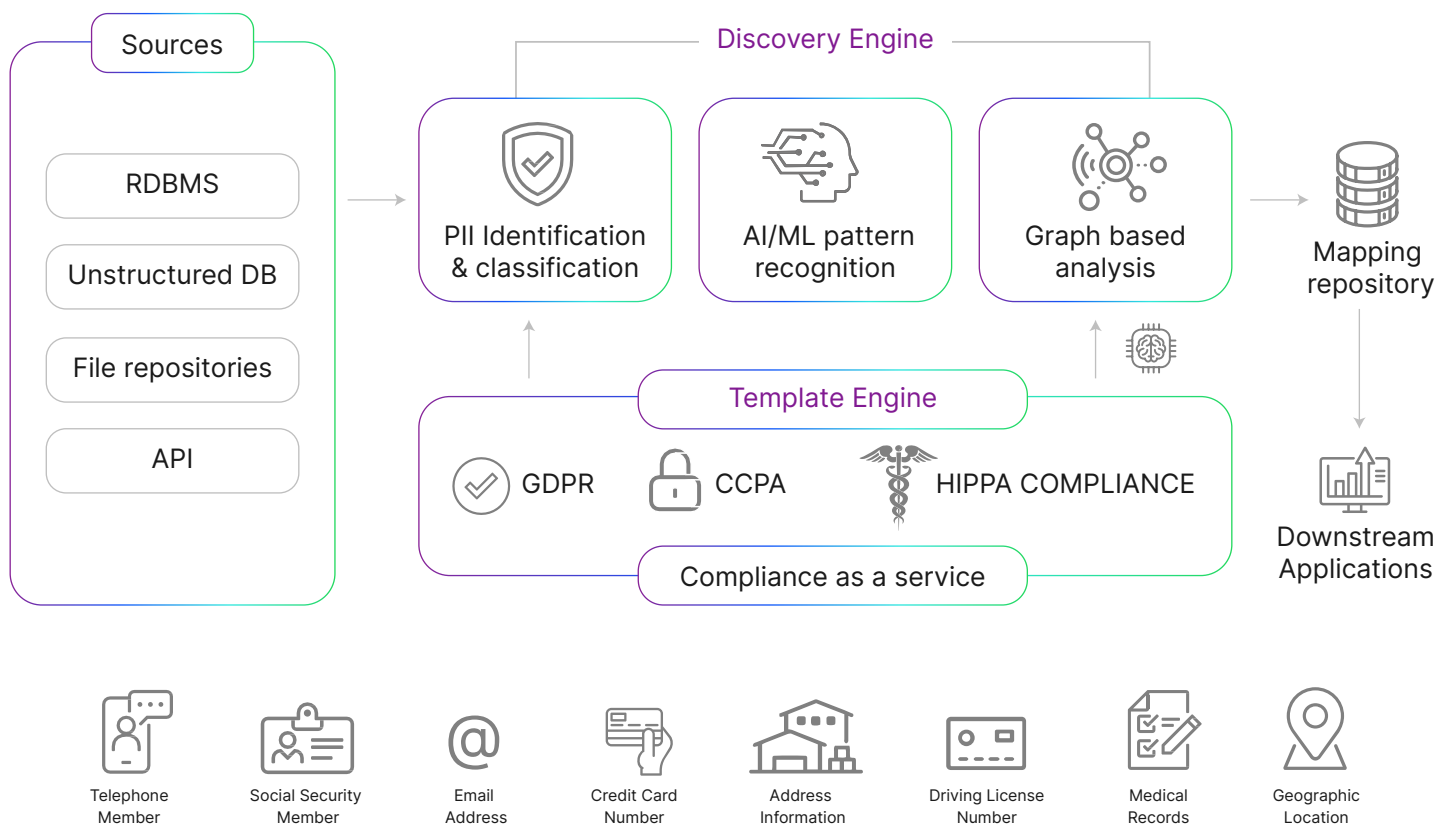 Sources
RDBMS
Unstructured DB
File repositories
API
Discovery Engine
PII Identification
& classification
AI/ML pattern
recognition
Graph based
analysis
Mapping
repository
Template Engine
GDPR
CCPA
HIPPA COMPLIANCE
Compliance as a service
Downstream
Applications
Telephone
Member
Social Security
Member
Email
Address
Credit Card
Number
Address
Information
Driving License
Number
Medical
Records
Geographic
Location